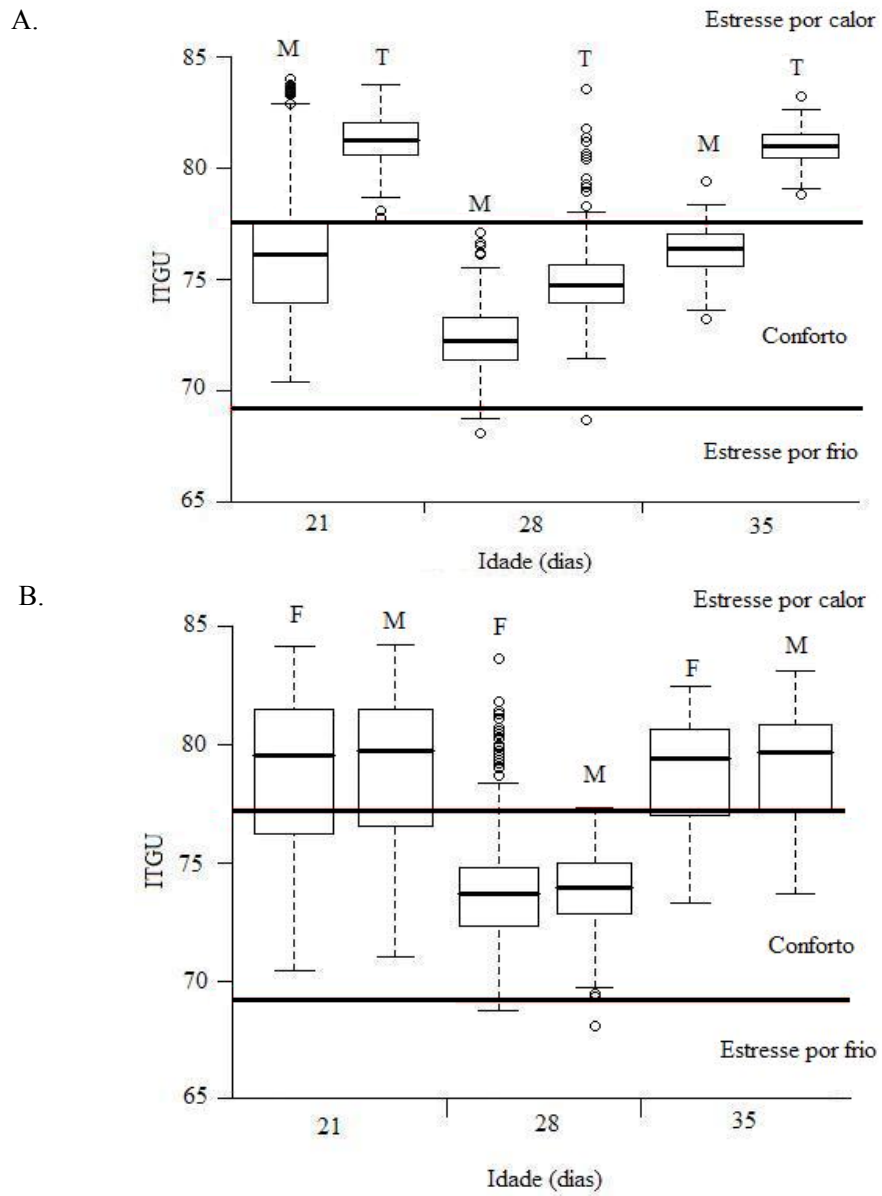 A.
Estresse por calor
M
T
T
T
M
M
85
80
75
70
65
ITGU
Conforto
Estresse por frio
21
28
35
Idade (dias)
B.
Estresse por calor
F
M
F
M
F
M
85
80
75
70
65
ITGU
Conforto
Estresse por frio
21
28
35
Idade (dias)